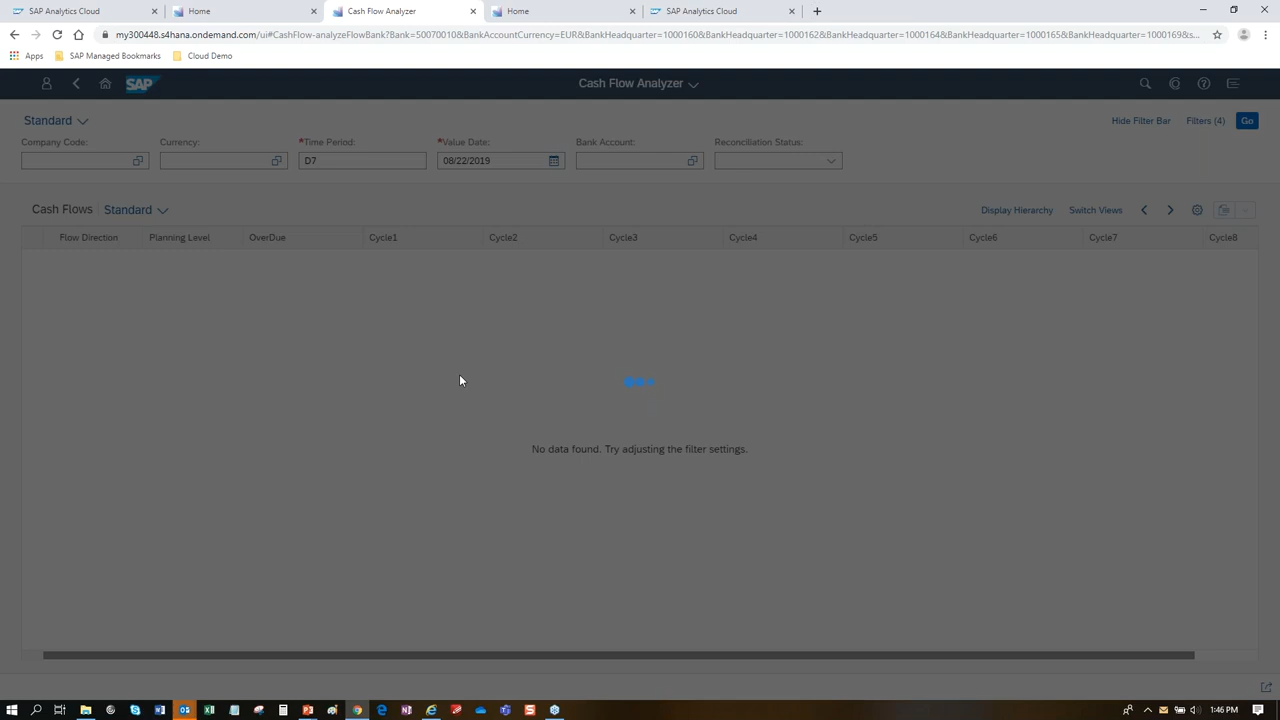 SAP Analytics Cloud
Home
Cash Flow Analyzer
Home
SAP Analytics Cloud
my300448.s4hana.ondemand.com/ui#CashFlow-analyzeFlowBank?Bank=50070010&BankAccountCurrency=EUR&BankHeadquarter=1000160&BankHeadquarter=1000162&BankHeadquarter=1000164&BankHeadquarter=1000165&BankHeadquarter=1000169&s...
Apps SAP Managed Bookmarks Cloud Demo
SAP Cash Flow Analyzer
Standard Hide Filter Bar Filters (4) Go
Company Code: Currency: *Time Period: *Value Date: Bank Account: Reconciliation Status:
D7 08/22/2019
Cash Flows Standard Display Hierarchy Switch Views
Flow Direction Planning Level OverDue Cycle1 Cycle2 Cycle3 Cycle4 Cycle5 Cycle6 Cycle7 Cycle8
No data found. Try adjusting the filter settings.
1:46 PM